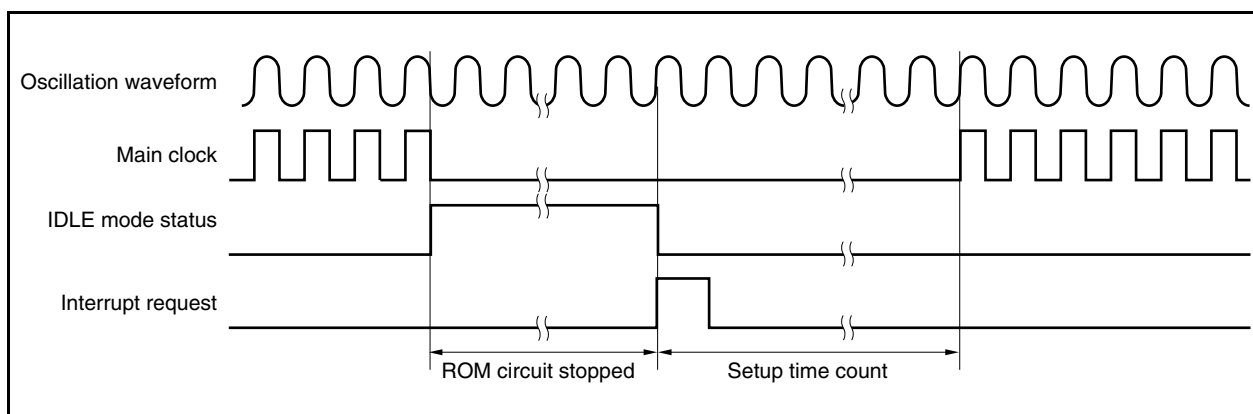 Oscillation waveform
Main clock
IDLE mode status
Interrupt request
ROM circuit stopped
Setup time count